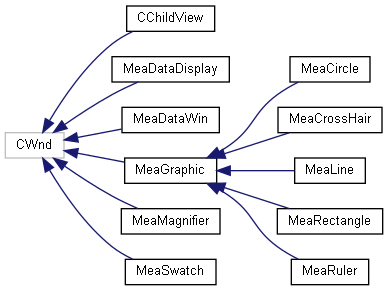 CChildView
MeaDataDisplay
MeaCircle
MeaDataWin
MeaCrossHair
CWnd
MeaGraphic
MeaLine
MeaMagnifier
MeaRectangle
MeaSwatch
MeaRuler